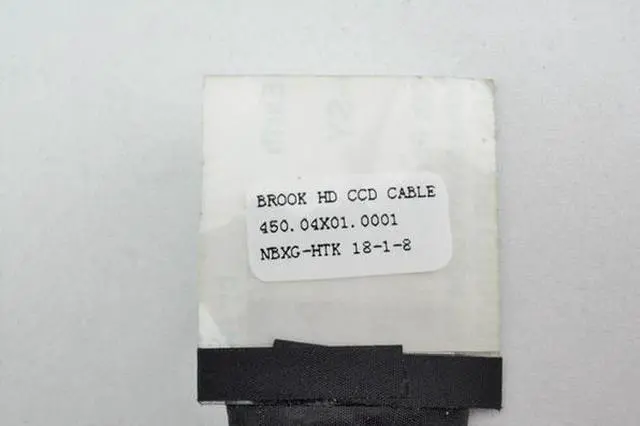 BROOK HD CCD CABLE
450.04X01.0001
NBXG-HTK 18-1-8